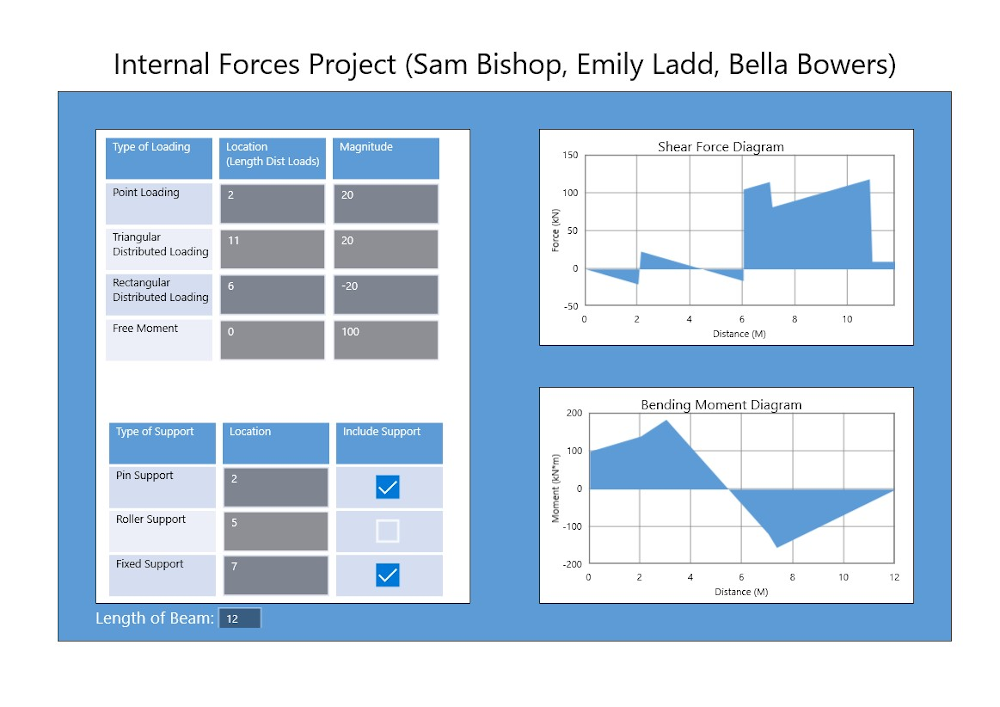 Internal Forces Project (Sam Bishop, Emily Ladd, Bella Bowers)
Type of Loading
Location
(Length Dist Loads)
Magnitude
Point Loading
2
20
Triangular
Distributed Loading
11
20
Rectangular
Distributed Loading
6
-20
Free Moment
0
100
Type of Support
Location
Include Support
Pin Support
2
Roller Support
5
Fixed Support
7
Length of Beam: 12
Shear Force Diagram
150
100
50
0
-50
Force (kN)
0 2 4 6 8 10
Distance (M)
Bending Moment Diagram
200
100
0
-100
-200
Moment (kN*m)
0 2 4 6 8 10 12
Distance (M)